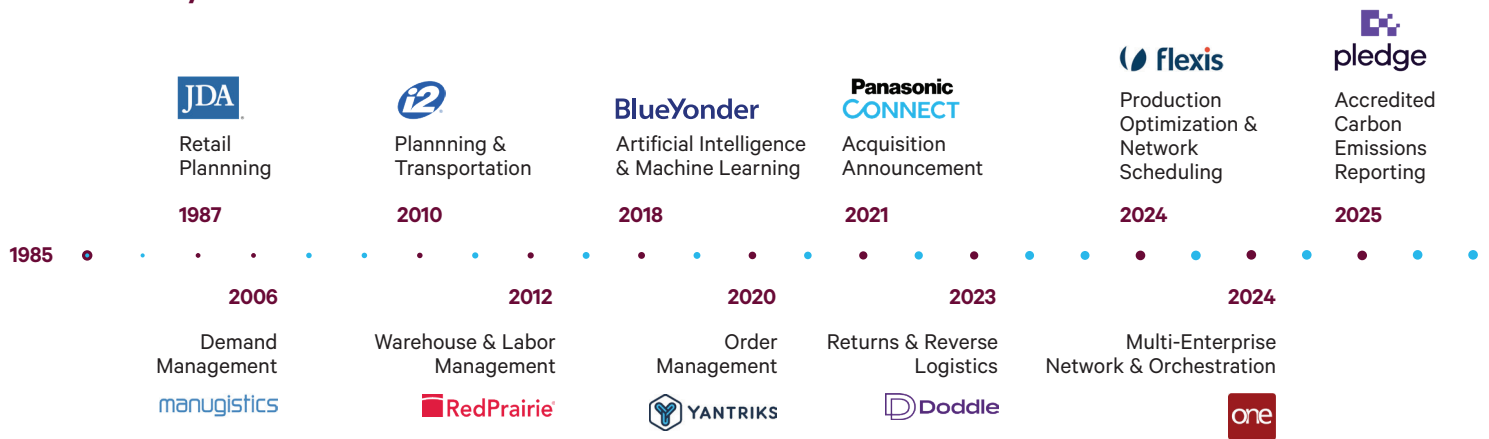 JDA
Retail
Plannning
1987
i2
Plannning &
Transportation
2010
BlueYonder
Artificial Intelligence
& Machine Learning
2018
Panasonic
CONNECT
Acquisition
Announcement
2021
flexis
Production
Optimization &
Network
Scheduling
2024
pledge
Accredited
Carbon
Emissions
Reporting
2025
1985
2006
Demand
Management
manugistics
2012
Warehouse & Labor
Management
RedPrairie
2020
Order
Management
YANTRIKS
2023
Returns & Reverse
Logistics
Doddle
2024
Multi-Enterprise
Network & Orchestration
one